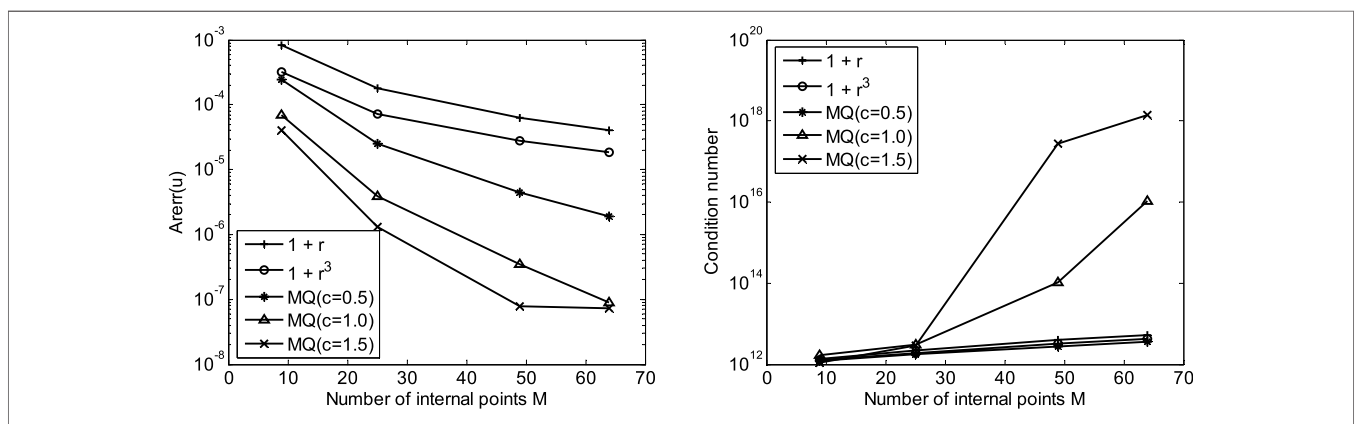 10^-3
10^-4
10^-5
10^-6
10^-7
10^-8
Arerr(u)
1 + r
1 + r^3
MQ(c=0.5)
MQ(c=1.0)
MQ(c=1.5)
0 10 20 30 40 50 60 70
Number of internal points M
10^20
10^18
10^16
10^14
10^12
Condition number
1 + r
1 + r^3
MQ(c=0.5)
MQ(c=1.0)
MQ(c=1.5)
0 10 20 30 40 50 60 70
Number of internal points M